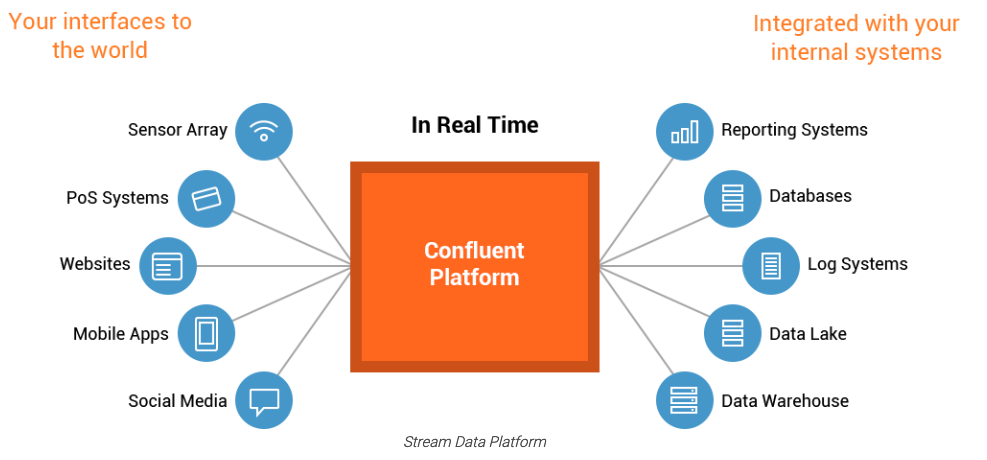 Your interfaces to
the world
Integrated with your
internal systems
In Real Time
Sensor Array
PoS Systems
Websites
Mobile Apps
Social Media
Confluent
Platform
Reporting Systems
Databases
Log Systems
Data Lake
Data Warehouse
Stream Data Platform